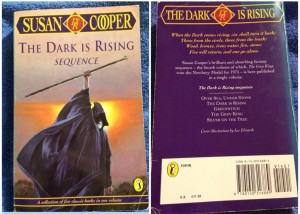 SUSAN COOPER
THE DARK IS RISING
SEQUENCE
A collection of five classic books in one volume
THE DARK IS RISING
When the Dark comes rising, six shall turn it back;
Three from the circle, three from the track;
Wood, bronze, iron; water, fire, stone;
Five will return, and one go alone.
Susan Cooper's brilliant and absorbing fantasy
sequence – the fourth volume of which, The Grey King,
won the Newbery Medal for 1976 – is here published
in a single volume.
The Dark is Rising sequence
OVER SEA, UNDER STONE
THE DARK IS RISING
GREENWITCH
THE GREY KING
SILVER ON THE TREE
Cover illustration by
PUFFIN